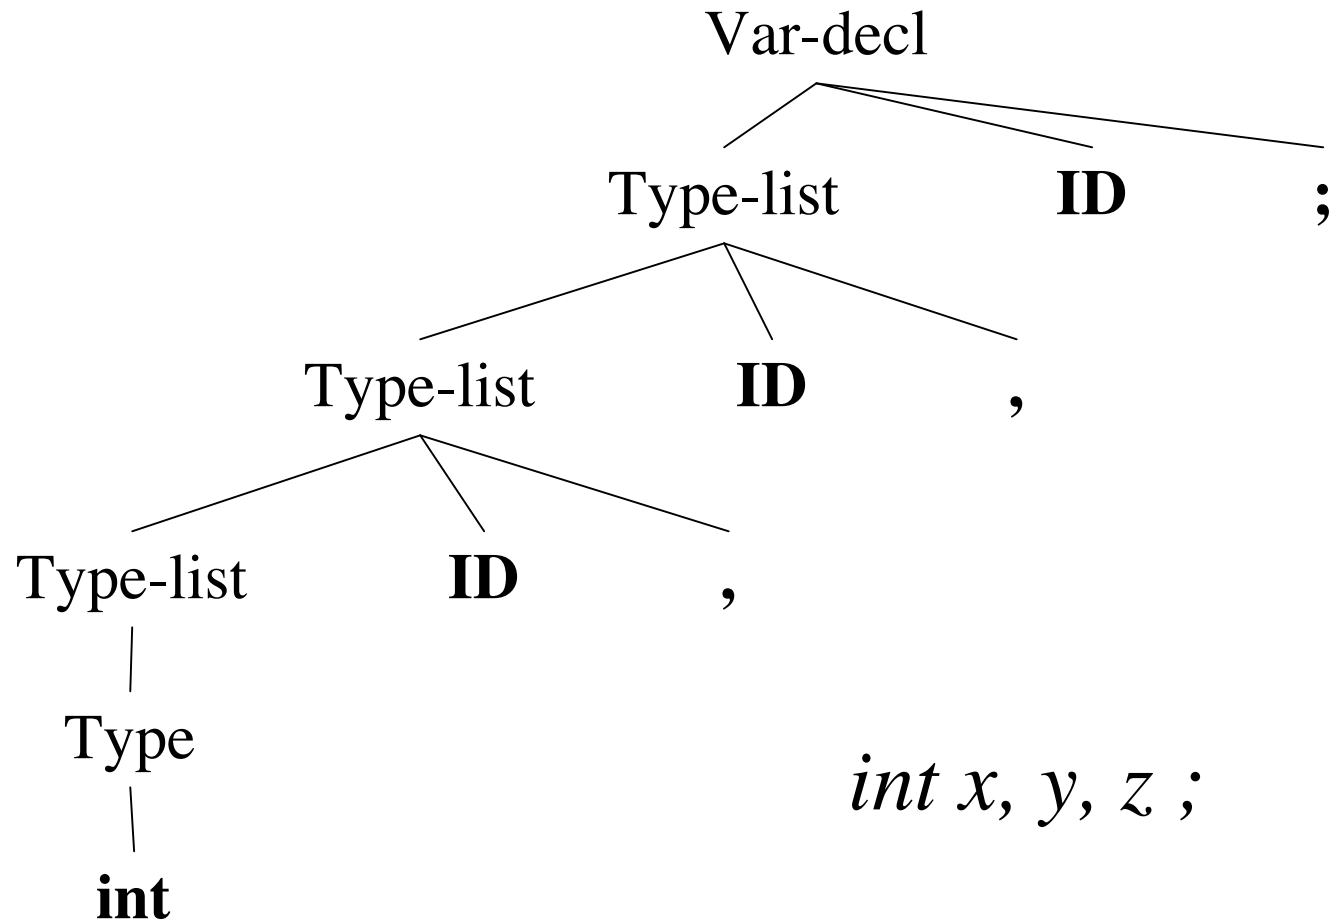 Var-decl
Type-list ID ;
Type-list ID ,
Type-list ID ,
Type
int x, y, z ;
int